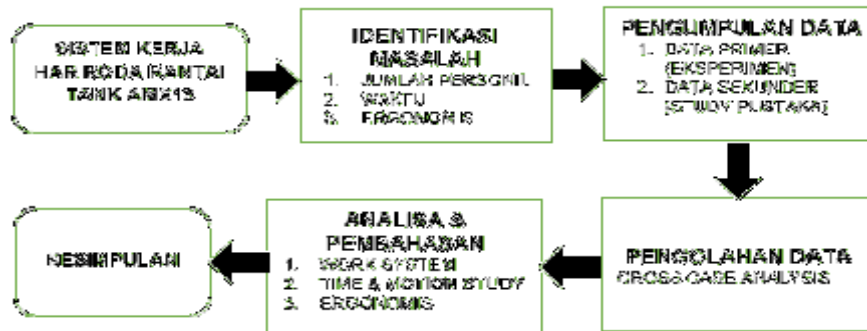 SISTEM KERJA
HAR RODA RANTAI
TANK AMX13
IDENTIFIKASI
MASALAH
1. JUMLAH PERSONIL
2. WAKTU
3. ERGONOMIS
PENGUMPULAN DATA
1. DATA PRIMER
(EKSPERIMEN)
2. DATA SEKUNDER
(STUDY PUSTAKA)
PENGOLAHAN DATA
CROSS CASE ANALYSIS
ANALISA &
PEMBAHASAN
1. WORK SYSTEM
2. TIME & MOTION STUDY
3. ERGONOMIS
KESIMPULAN